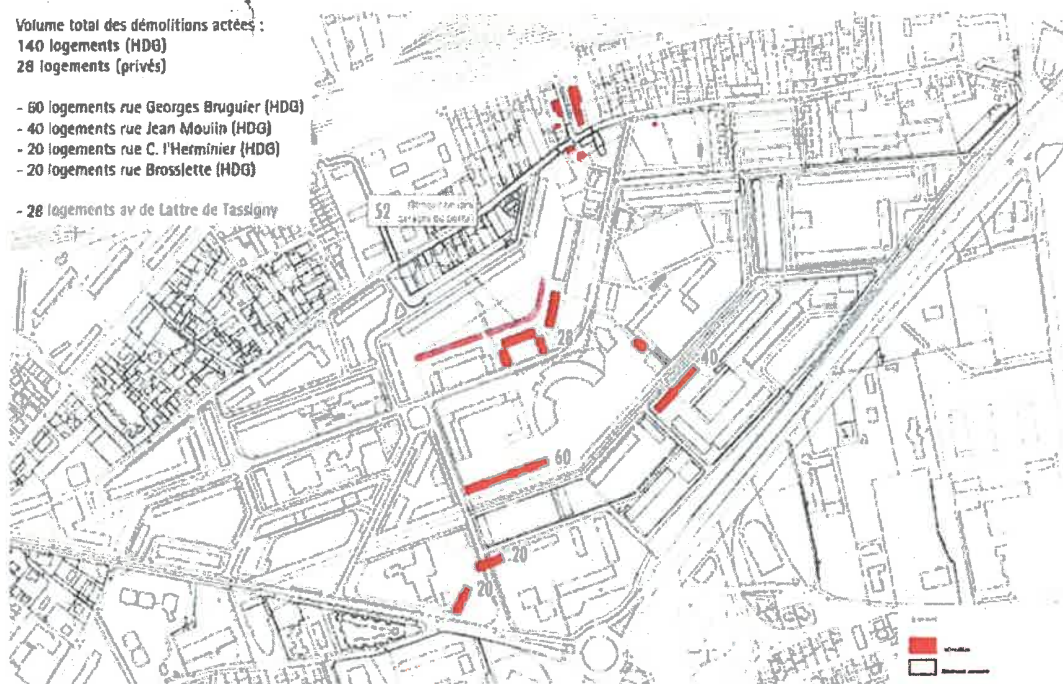 Volume total des démolitions actées :
140 logements (HDG)
28 logements (privés)
- 60 logements rue Georges Bruguier (HDG)
- 40 logements rue Jean Moulin (HDG)
- 20 logements rue C. l'Herminier (HDG)
- 20 logements rue Brosslette (HDG)
- 28 logements av de Lattre de Tassigny
52
28
40
60
20
20